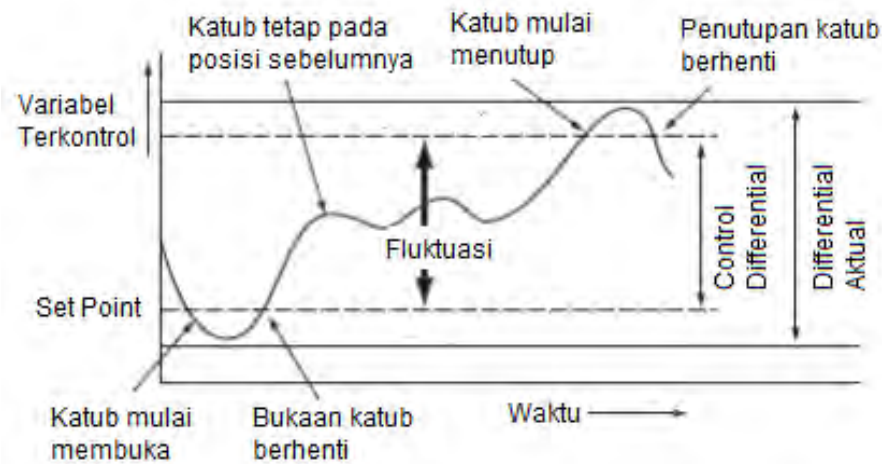 Katub tetap pada
posisi sebelumnya
Katub mulai
menutup
Penutupan katub
berhenti
Variabel
Terkontrol
Fluktuasi
Control
Differential
Differential
Aktual
Set Point
Katub mulai
membuka
Bukaan katub
berhenti
Waktu